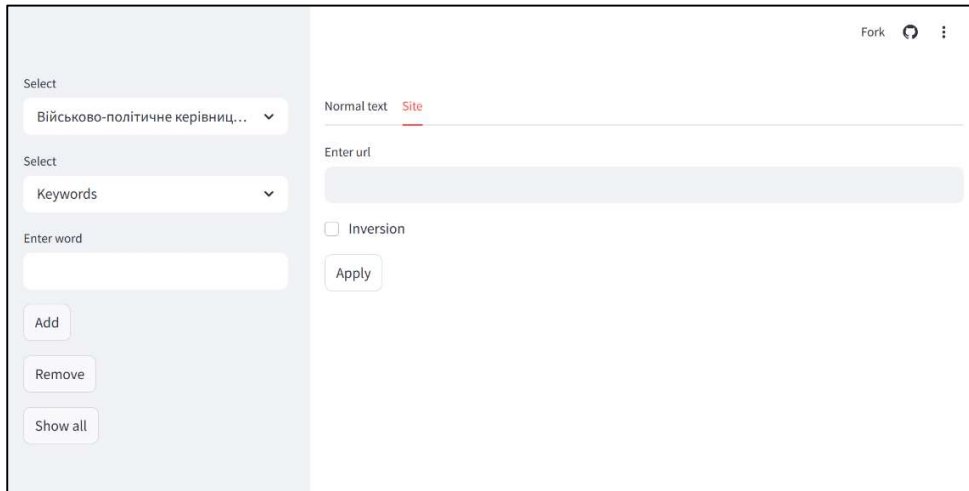 Fork
Select
Військово-політичне керівниц...
Select
Keywords
Enter word
Add
Remove
Show all
Normal text Site
Enter url
Inversion
Apply